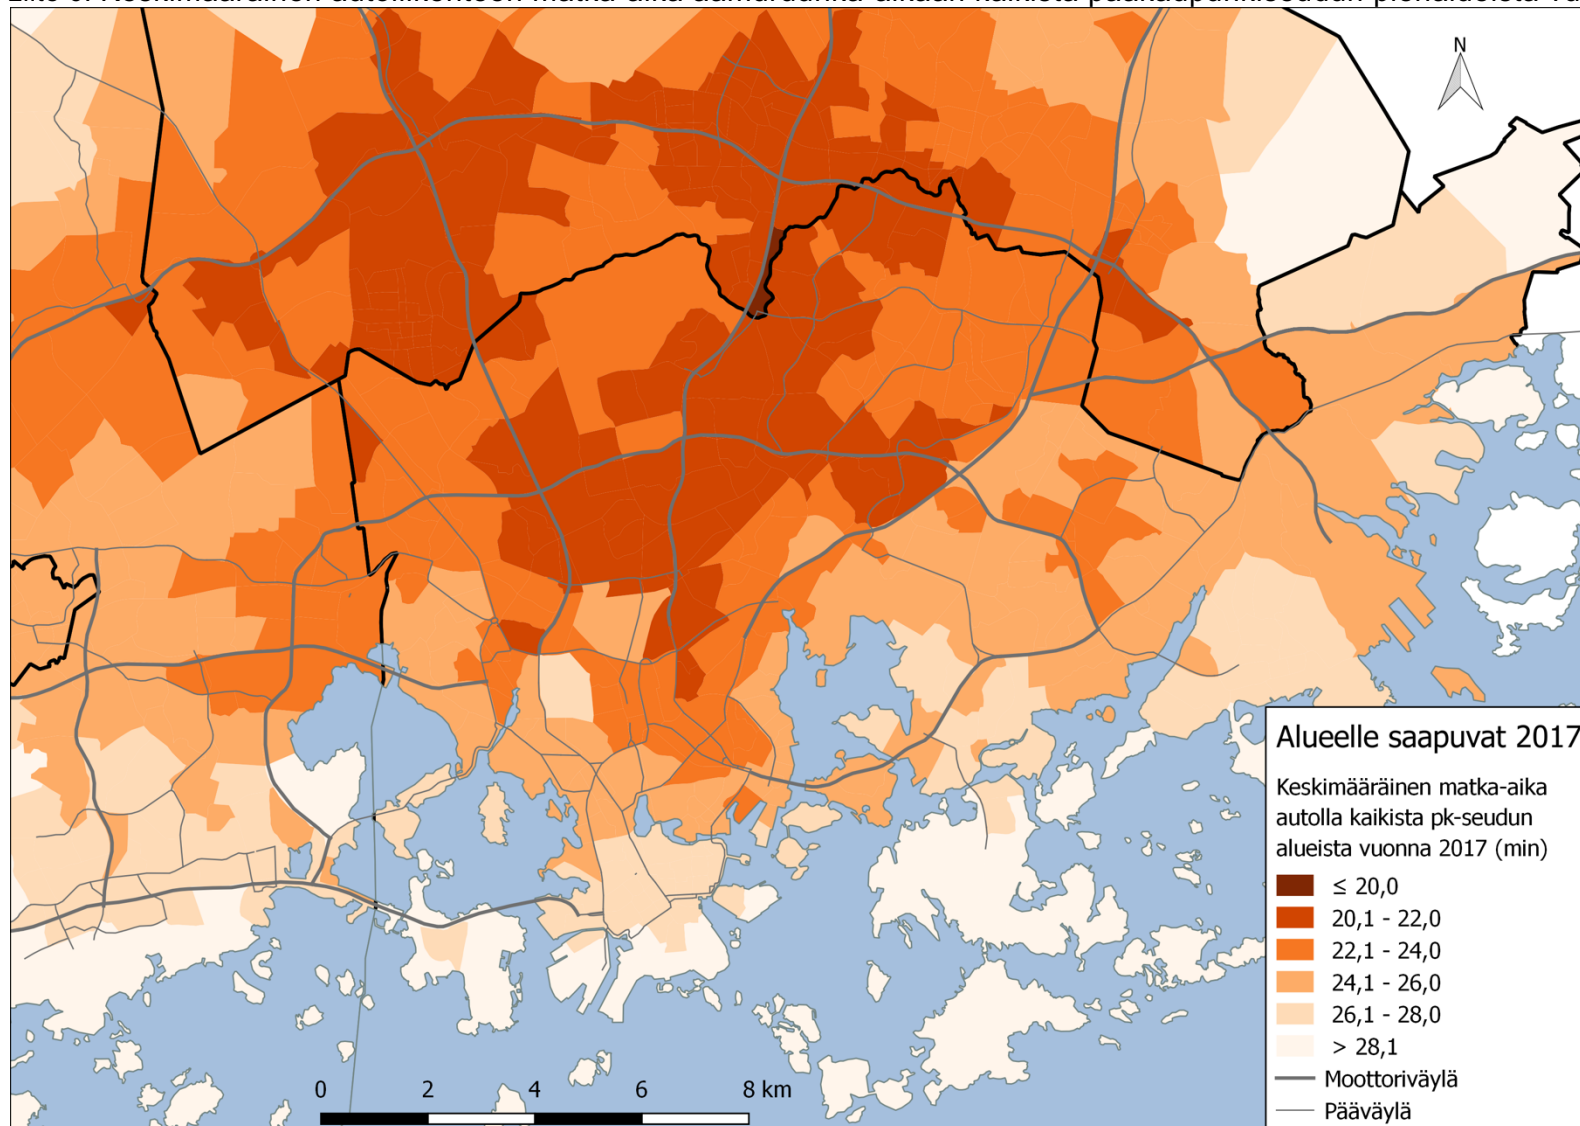 N
Alueelle saapuvat 2017
Keskimääräinen matka-aika
autolla kaikista pk-seudun
alueista vuonna 2017 (min)
≤ 20,0
20,1 - 22,0
22,1 - 24,0
24,1 - 26,0
26,1 - 28,0
> 28,1
Moottoriväylä
Pääväylä
0 2 4 6 8 km